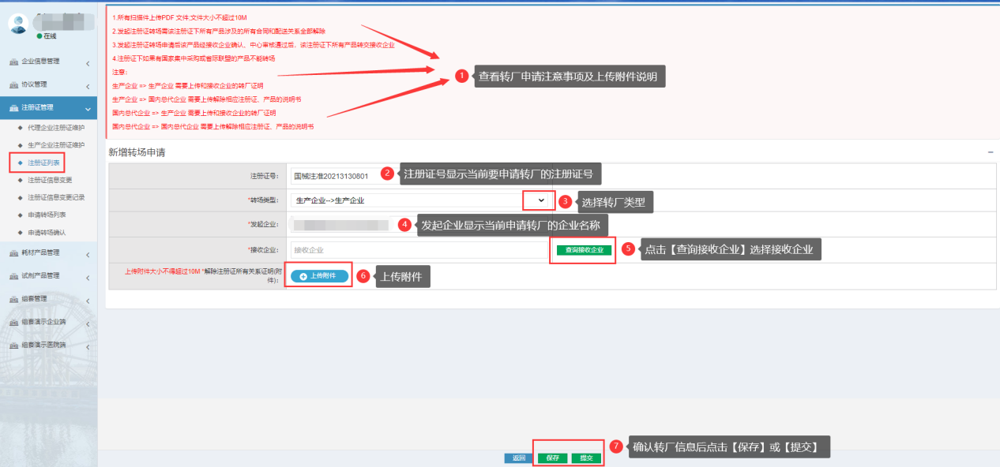 在线
企业信息管理
协议管理
注册证管理
代理企业注册证维护
生产企业注册证维护
注册证列表
注册证信息变更
注册证信息变更记录
申请转场列表
申请转场确认
耗材产品管理
试剂产品管理
组套管理
组套演示企业端
组套演示医院端
1.所有扫描件上传PDF 文件,文件大小不超过10M
2.发起注册证转场需该注册证下所有产品涉及的所有合同和配送关系全部解除
3.发起注册证转场申请后该产品经接收企业确认、中心审核通过后，该注册证下所有产品转交接收企业
4.注册证下如果有国家集中采购或省际联盟的产品不能转场
注意:
生产企业 => 生产企业 需要上传和接收企业的转厂证明
生产企业 => 国内总代企业 需要上传解除相应注册证、产品的说明书
国内总代企业 => 生产企业 需要上传和接收企业的转厂证明
国内总代企业 => 国内总代企业 需要上传解除相应注册证、产品的说明书
1 查看转厂申请注意事项及上传附件说明
新增转场申请
注册证号: 国械注准20213130801 2 注册证号显示当前要申请转厂的注册证号
*转场类型: 生产企业-->生产企业 3 选择转厂类型
*发起企业: 4 发起企业显示当前申请转厂的企业名称
*接收企业: 接收企业 查询接收企业 5 点击【查询接收企业】选择接收企业
上传附件大小不得超过10M *解除注册证所有关系证明(附
件): 上传附件 6 上传附件
返回 保存 提交 7 确认转厂信息后点击【保存】或【提交】